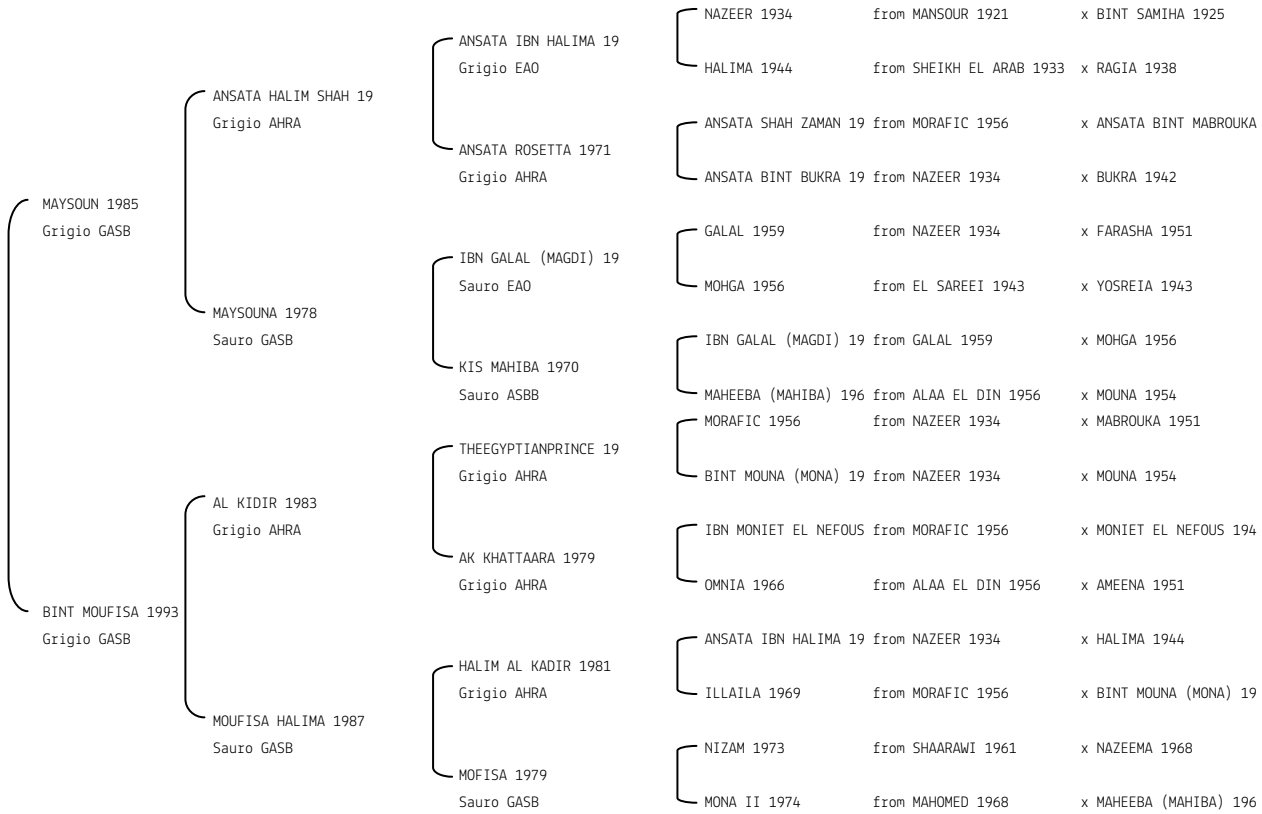 NAZEER 1934 from MANSOUR 1921 x BINT SAMIHA 1925
ANSATA IBN HALIMA 19
Grigio EAO
HALIMA 1944 from SHEIKH EL ARAB 1933 x RAGIA 1938
ANSATA HALIM SHAH 19
Grigio AHRA
ANSATA SHAH ZAMAN 19 from MORAFIC 1956 x ANSATA BINT MABROUKA
ANSATA ROSETTA 1971
Grigio AHRA
ANSATA BINT BUKRA 19 from NAZEER 1934 x BUKRA 1942
MAYSOUN 1985
Grigio GASB
GALAL 1959 from NAZEER 1934 x FARASHA 1951
IBN GALAL (MAGDI) 19
Sauro EAO
MOHGA 1956 from EL SAREEI 1943 x YOSREIA 1943
MAYSOUNA 1978
Sauro GASB
IBN GALAL (MAGDI) 19 from GALAL 1959 x MOHGA 1956
KIS MAHIBA 1970
Sauro ASBB
MAHEEBA (MAHIBA) 196 from ALAA EL DIN 1956 x MOUNA 1954
MORAFIC 1956 from NAZEER 1934 x MABROUKA 1951
THEEGYPTIANPRINCE 19
Grigio AHRA
BINT MOUNA (MONA) 19 from NAZEER 1934 x MOUNA 1954
AL KIDIR 1983
Grigio AHRA
IBN MONIET EL NEFOUS from MORAFIC 1956 x MONIET EL NEFOUS 194
AK KHATTAARA 1979
Grigio AHRA
OMNIA 1966 from ALAA EL DIN 1956 x AMEENA 1951
BINT MOUFISA 1993
Grigio GASB
ANSATA IBN HALIMA 19 from NAZEER 1934 x HALIMA 1944
HALIM AL KADIR 1981
Grigio AHRA
ILLAILA 1969 from MORAFIC 1956 x BINT MOUNA (MONA) 19
MOUFISA HALIMA 1987
Sauro GASB
NIZAM 1973 from SHAARAWI 1961 x NAZEEMA 1968
MOFISA 1979
Sauro GASB
MONA II 1974 from MAHOMED 1968 x MAHEEBA (MAHIBA) 196